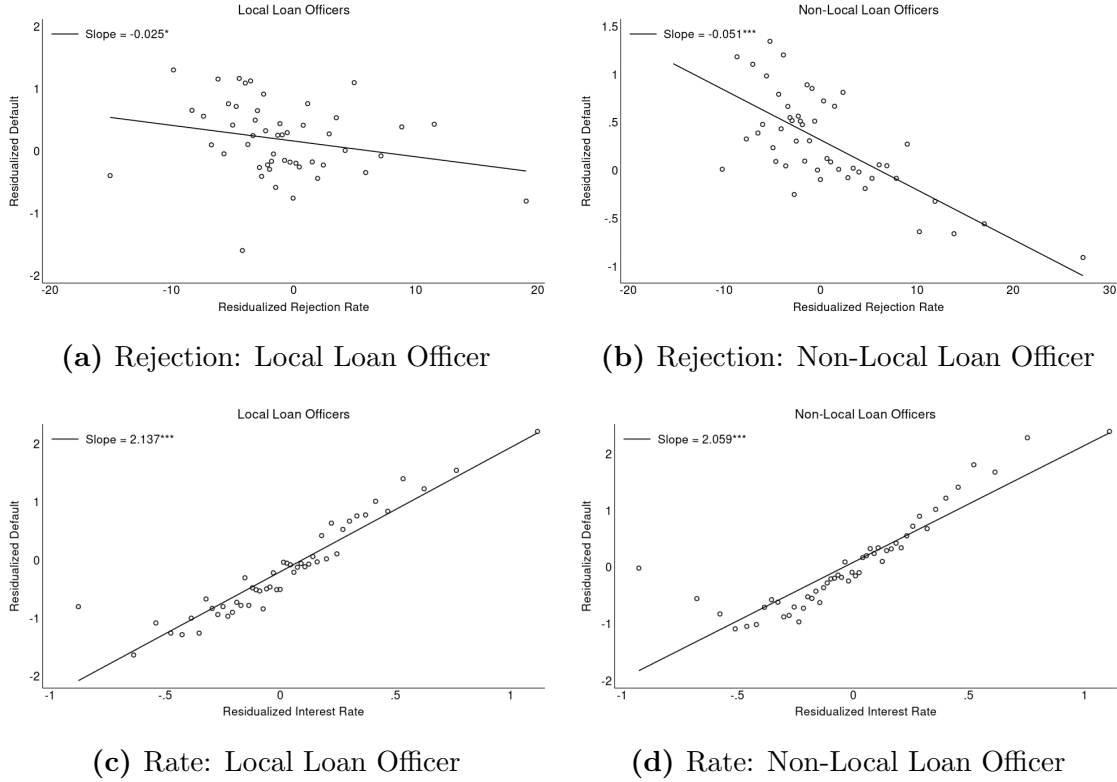 Local Loan Officers
Slope = -0.025*
2
1
0
-1
-2
Residualized Default
-20
-10
0
10
20
Residualized Rejection Rate
(a) Rejection: Local Loan Officer
Non-Local Loan Officers
Slope = -0.051***
1.5
1
.5
0
-.5
-1
Residualized Default
-20
-10
0
10
20
30
Residualized Rejection Rate
(b) Rejection: Non-Local Loan Officer
Local Loan Officers
Slope = 2.137***
2
1
0
-1
-2
Residualized Default
-1
-.5
0
.5
1
Residualized Interest Rate
(c) Rate: Local Loan Officer
Non-Local Loan Officers
Slope = 2.059***
2
1
0
-1
-2
Residualized Default
-1
-.5
0
.5
1
Residualized Interest Rate
(d) Rate: Non-Local Loan Officer